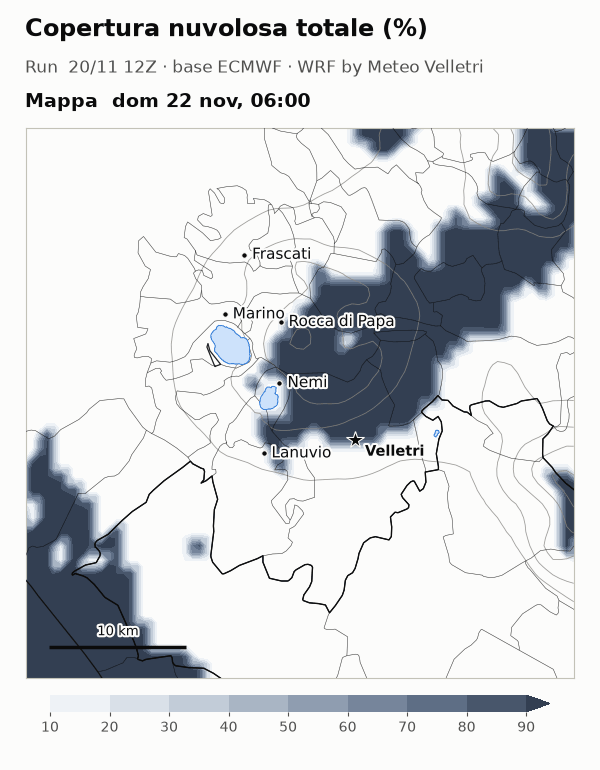 Copertura nuvolosa totale (%)
Run  20/11 12Z · base ECMWF · WRF by Meteo Velletri
Mappa  dom 22 nov, 06:00
Frascati
Marino
Rocca di Papa
Nemi
Velletri
Lanuvio
10 km
10 20 30 40 50 60 70 80 90